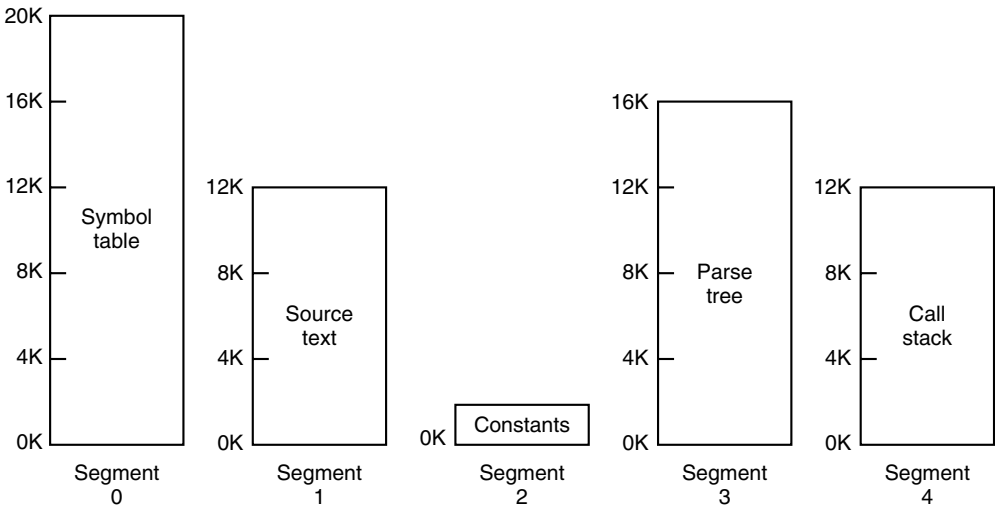 20K
16K
12K
8K
4K
0K
Symbol
table
Segment
0
12K
8K
4K
0K
Source
text
Segment
1
0K
Constants
Segment
2
16K
12K
8K
4K
0K
Parse
tree
Segment
3
12K
8K
4K
0K
Call
stack
Segment
4